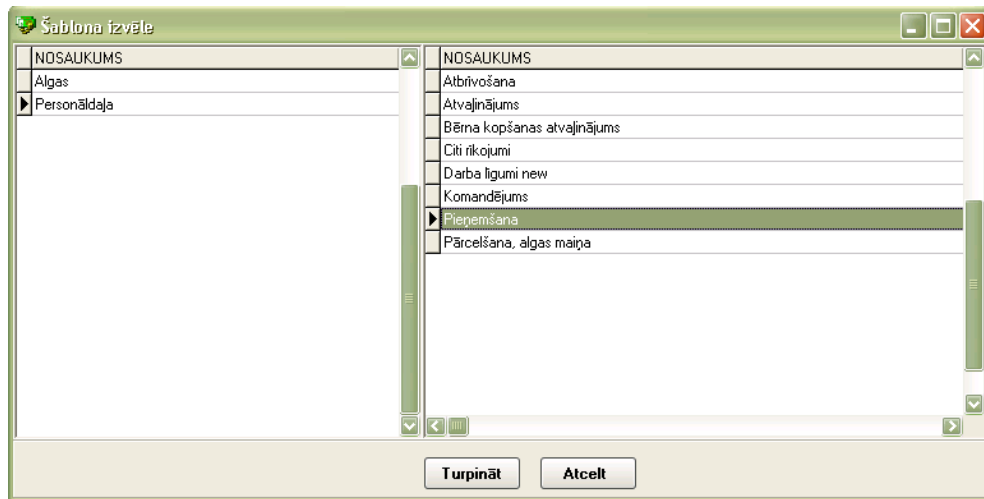 Šablona izvēle
NOSAUKUMS
Algas
Personāldaļa
NOSAUKUMS
Atbrīvošana
Atvaļinājums
Bērna kopšanas atvaļinājums
Citi rīkojumi
Darba līgumi new
Komandējums
Pieņemšana
Pārcelšana, algas maiņa
Turpināt
Atcelt